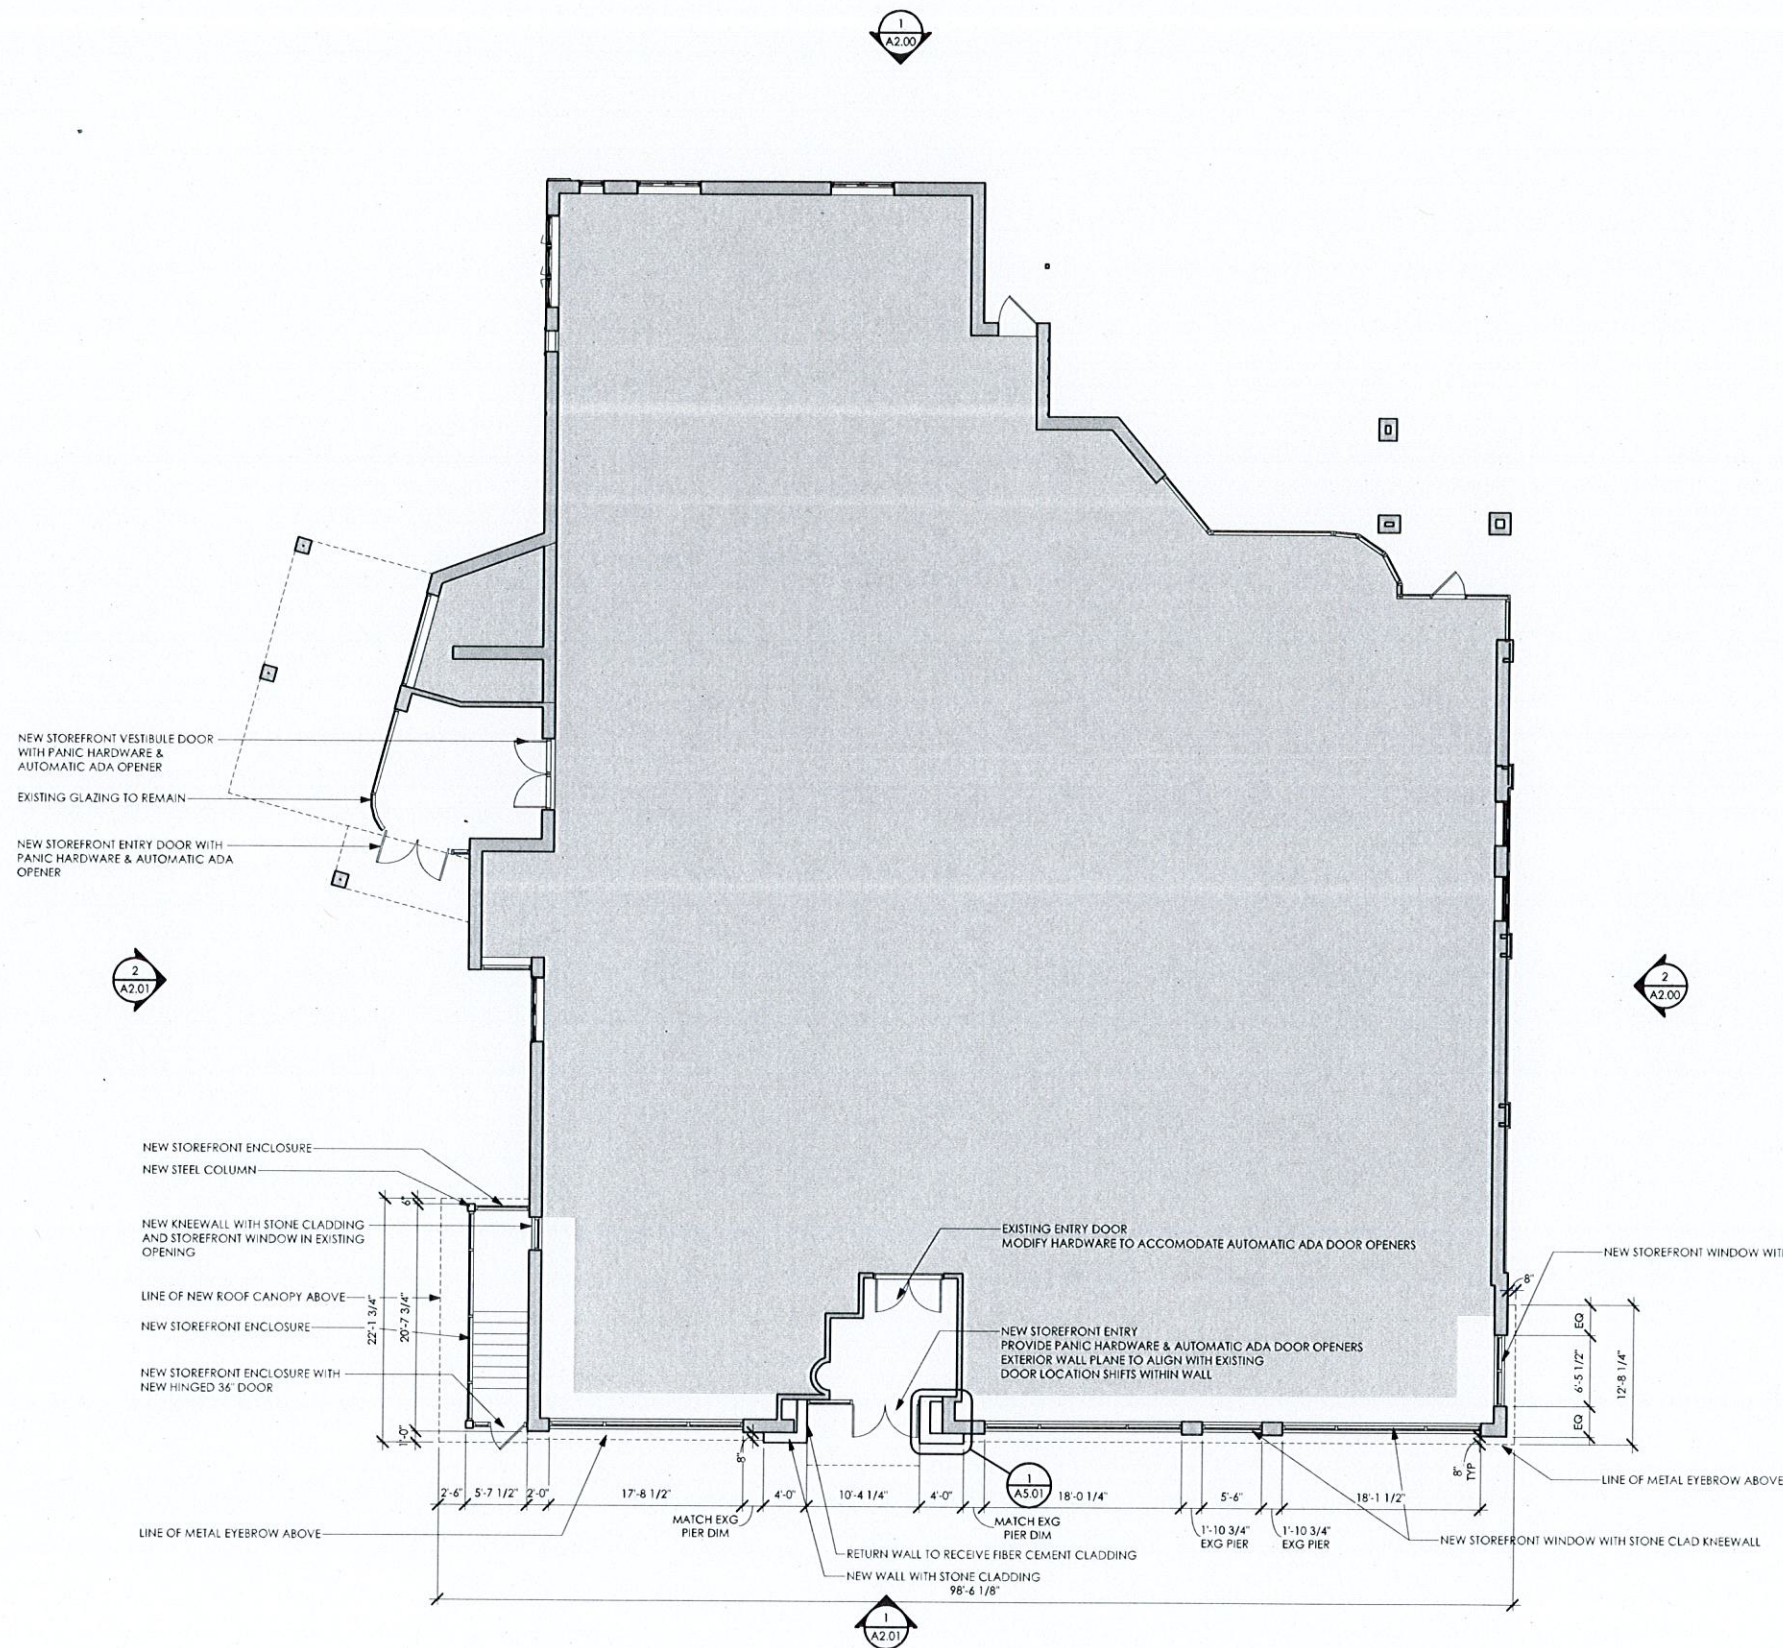 1
A2.00
NEW STOREFRONT VESTIBULE DOOR
WITH PANIC HARDWARE &
AUTOMATIC ADA OPENER
EXISTING GLAZING TO REMAIN
NEW STOREFRONT ENTRY DOOR WITH
PANIC HARDWARE & AUTOMATIC ADA
OPENER
2
A2.01
2
A2.00
NEW STOREFRONT ENCLOSURE
NEW STEEL COLUMN
NEW KNEEWALL WITH STONE CLADDING
AND STOREFRONT WINDOW IN EXISTING
OPENING
LINE OF NEW ROOF CANOPY ABOVE
NEW STOREFRONT ENCLOSURE
NEW STOREFRONT ENCLOSURE WITH
NEW HINGED 36" DOOR
6"
22'-1 3/4"
20'-7 3/4"
1'-0"
EXISTING ENTRY DOOR
MODIFY HARDWARE TO ACCOMODATE AUTOMATIC ADA DOOR OPENERS
NEW STOREFRONT ENTRY
PROVIDE PANIC HARDWARE & AUTOMATIC ADA DOOR OPENERS
EXTERIOR WALL PLANE TO ALIGN WITH EXISTING
DOOR LOCATION SHIFTS WITHIN WALL
NEW STOREFRONT WINDOW WIT
8"
EQ
6'-5 1/2"
12'-8 1/4"
EQ
8"
TYP
LINE OF METAL EYEBROW ABOVE
8"
1
A5.01
2'-6"
5'-7 1/2"
2'-0"
17'-8 1/2"
4'-0"
10'-4 1/4"
4'-0"
18'-0 1/4"
5'-6"
18'-1 1/2"
MATCH EXG
PIER DIM
MATCH EXG
PIER DIM
1'-10 3/4"
EXG PIER
1'-10 3/4"
EXG PIER
LINE OF METAL EYEBROW ABOVE
NEW STOREFRONT WINDOW WITH STONE CLAD KNEEWALL
RETURN WALL TO RECEIVE FIBER CEMENT CLADDING
NEW WALL WITH STONE CLADDING
98'-6 1/8"
1
A2.01